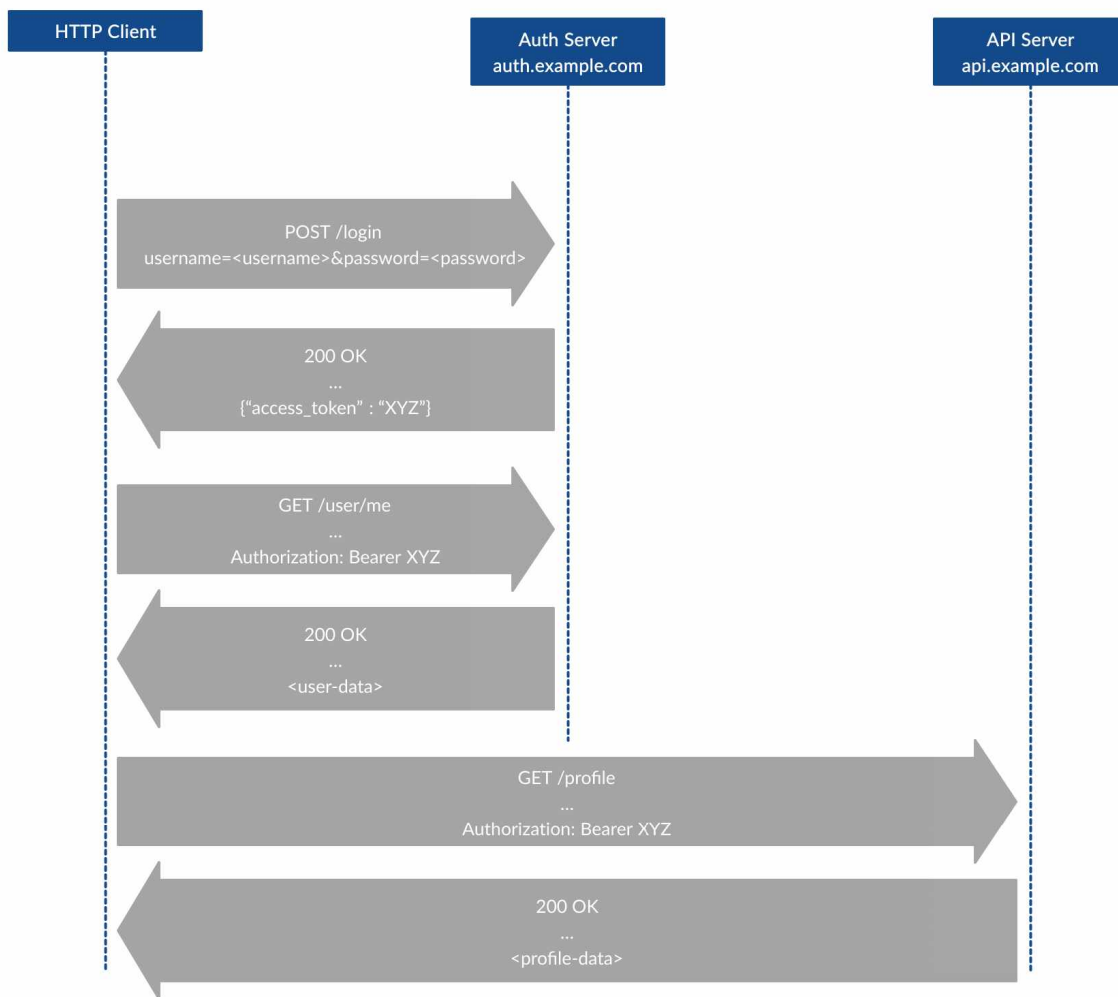 HTTP Client
Auth Server
auth.example.com
API Server
api.example.com
POST /login
username=<username>&password=<password>
200 OK
...
{“access_token” : “XYZ”}
GET /user/me
...
Authorization: Bearer XYZ
200 OK
...
<user-data>
GET /profile
...
Authorization: Bearer XYZ
200 OK
...
<profile-data>